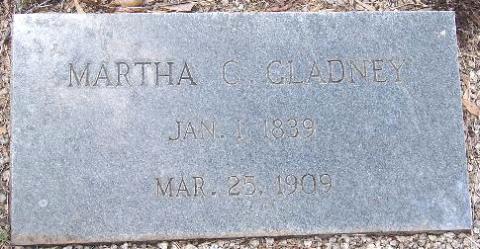 MARTHA C GLADNEY
JAN. 1 1839
MAR. 25, 1909